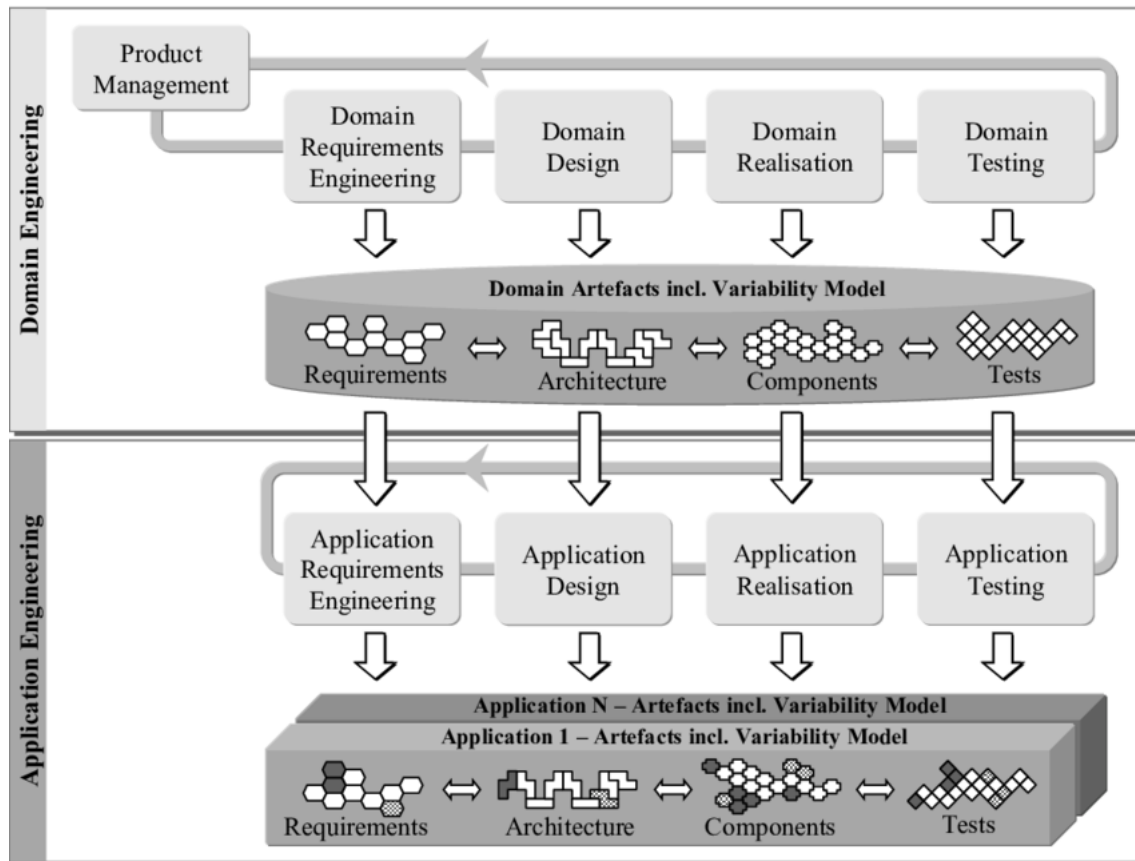 Domain Engineering
Product
Management
Domain
Requirements
Engineering
Domain
Design
Domain
Realisation
Domain
Testing
Domain Artefacts incl. Variability Model
Requirements
Architecture
Components
Tests
Application Engineering
Application
Requirements
Engineering
Application
Design
Application
Realisation
Application
Testing
Application N – Artefacts incl. Variability Model
Application 1 – Artefacts incl. Variability Model
Requirements
Architecture
Components
Tests